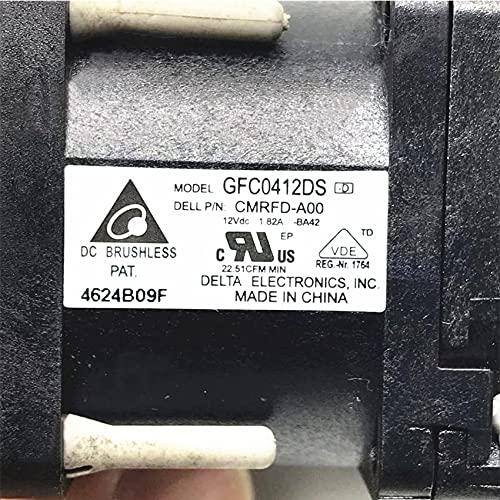 MODEL GFC0412DS -D
DELL P/N: CMRFD-A00
12Vdc 1.82A -BA42
EP
C RU US
22.51CFM MIN
DELTA ELECTRONICS, INC.
MADE IN CHINA
DC BRUSHLESS
PAT.
4624B09F
VDE TD
REG.-Nr. 1764